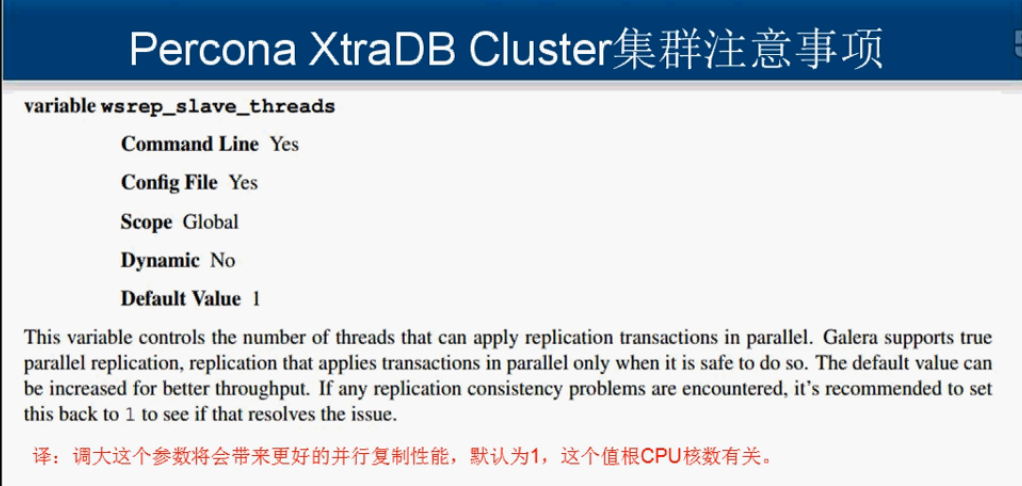 Percona XtraDB Cluster集群注意事项
variable wsrep_slave_threads
Command Line Yes
Config File Yes
Scope Global
Dynamic No
Default Value 1
This variable controls the number of threads that can apply replication transactions in parallel. Galera supports true
parallel replication, replication that applies transactions in parallel only when it is safe to do so. The default value can
be increased for better throughput. If any replication consistency problems are encountered, it's recommended to set
this back to 1 to see if that resolves the issue.
译：调大这个参数将会带来更好的并行复制性能，默认为1，这个值根CPU核数有关。